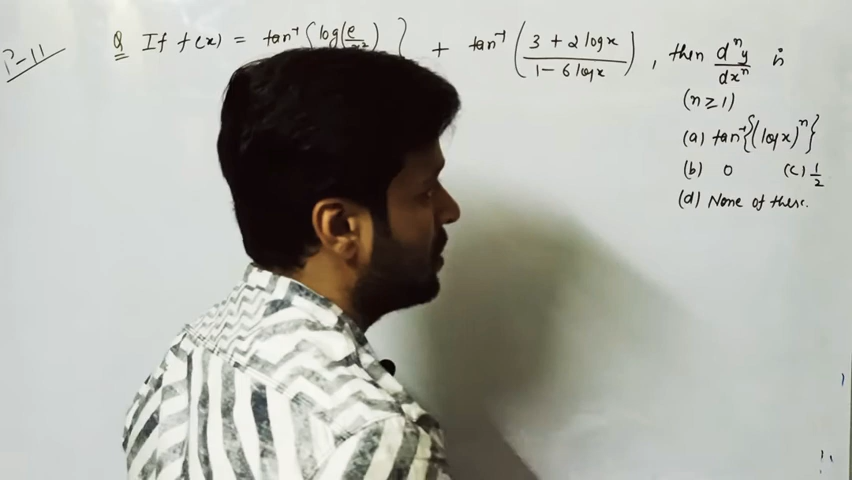 P-11
Q If f(x) = tan⁻¹{log(e/x²)} + tan⁻¹((3 + 2 log x)/(1 - 6 log x)), then dⁿy/dxⁿ is
(n ≥ 1)
(a) tan⁻¹{(log x)ⁿ}
(b) 0 (c) 1/2
(d) None of these.